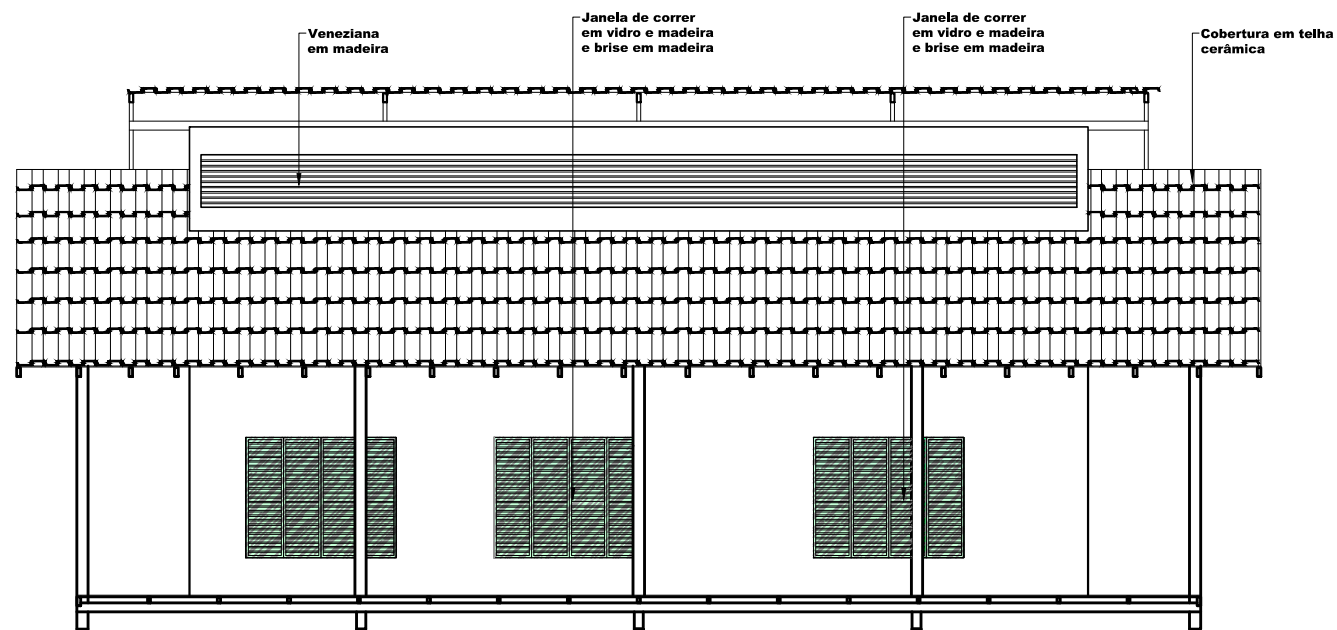 Veneziana
em madeira
Janela de correr
em vidro e madeira
e brise em madeira
Janela de correr
em vidro e madeira
e brise em madeira
Cobertura em telha
cerâmica